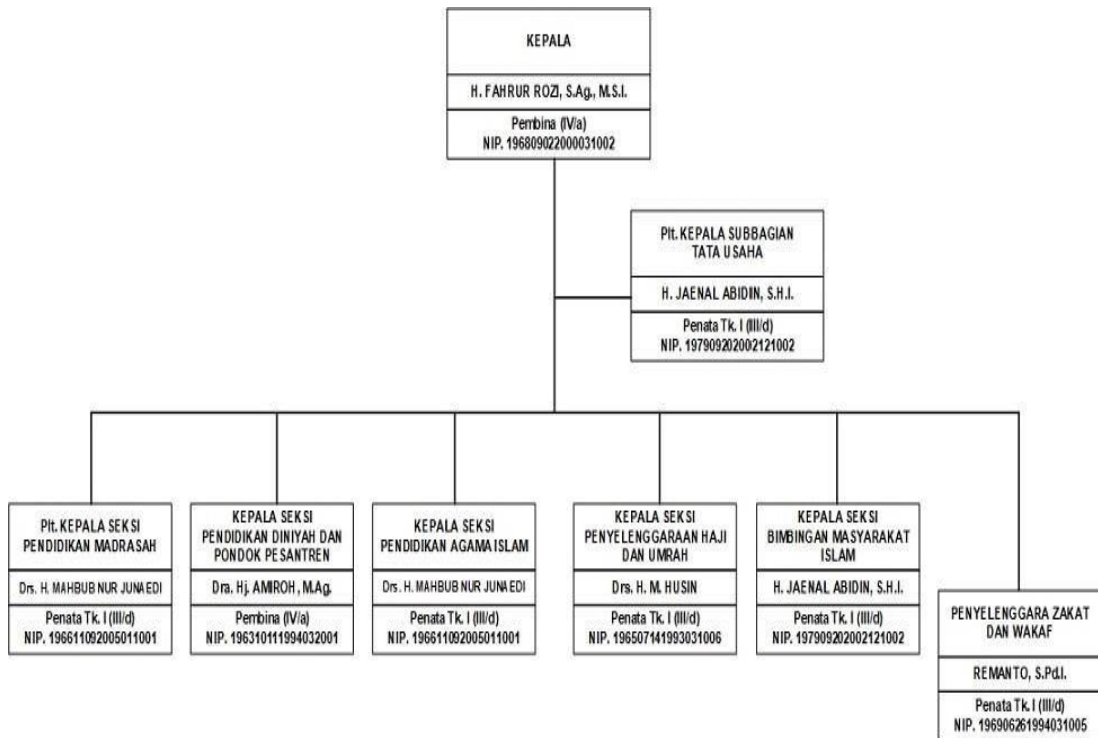 KEPALA
H. FAHRUR ROZI, S.Ag., M.S.I.
Pembina (IV/a)
NIP. 196809022000031002
Plt. KEPALA SUBBAGIAN
TATA USAHA
H. JAENAL ABIDIN, S.H.I.
Penata Tk. I (III/d)
NIP. 197909202002121002
Plt. KEPALA SEKSI
PENDIDIKAN MADRASAH
Drs. H. MAHBUB NUR JUNAEDI
Penata Tk. I (III/d)
NIP. 196611092005011001
KEPALA SEKSI
PENDIDIKAN DINIYAH DAN
PONDOK PESANTREN
Dra. Hj. AMIROH, M.Ag.
Pembina (IV/a)
NIP. 196310111994032001
KEPALA SEKSI
PENDIDIKAN AGAMA ISLAM
Drs. H. MAHBUB NUR JUNAEDI
Penata Tk. I (III/d)
NIP. 196611092005011001
KEPALA SEKSI
PENYELENGGARAAN HAJI
DAN UMRAH
Drs. H. M. HUSIN
Penata Tk. I (III/d)
NIP. 196507141993031006
KEPALA SEKSI
BIMBINGAN MASYARAKAT
ISLAM
H. JAENAL ABIDIN, S.H.I.
Penata Tk. I (III/d)
NIP. 197909202002121002
PENYELENGGARA ZAKAT
DAN WAKAF
REMANTO, S.Pd.I.
Penata Tk. I (III/d)
NIP. 196906261994031005